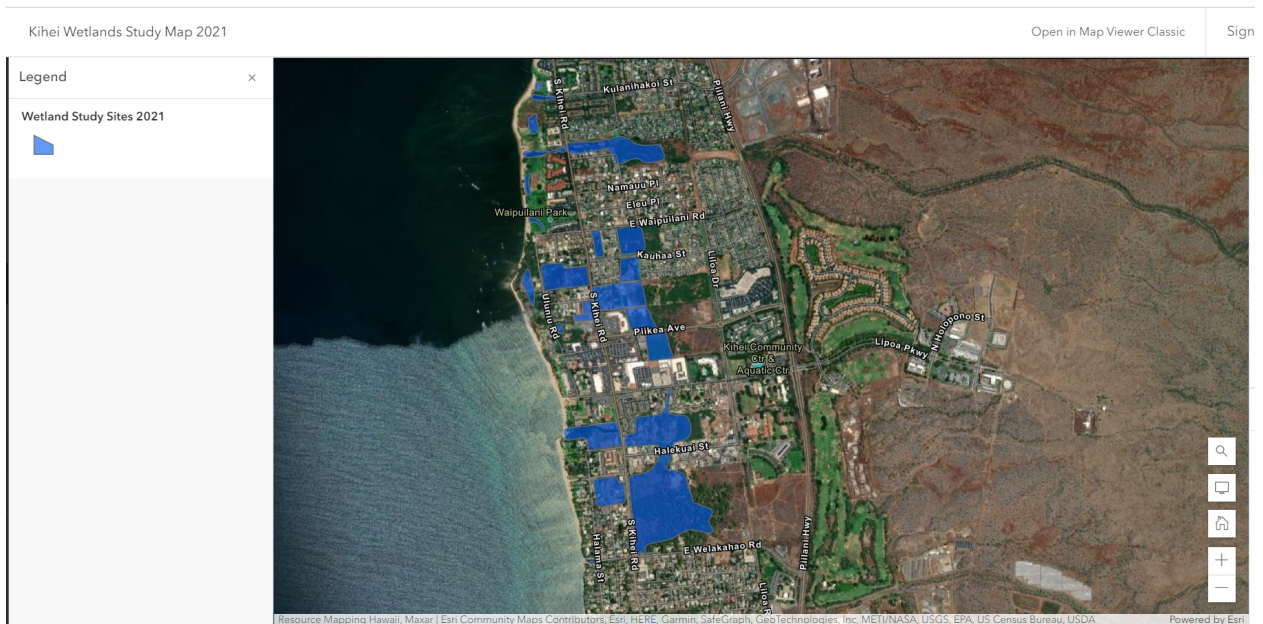 Kihei Wetlands Study Map 2021
Open in Map Viewer Classic
Sign
Legend
×
Wetland Study Sites 2021
S Kihei Rd
Kulanihakoi St
Piilani Hwy
Namauu Pl
Eleu Pl
Waipuilani Park
E Waipuilani Rd
Kauhaa St
Liloa Dr
Uluniu Rd
S Kihei Rd
Piikea Ave
Kihei Community
Ctr &
Aquatic Ctr
Lipoa Pkwy
N Holopono St
Halekuai St
Halama St
S Kihei Rd
E Welakahao Rd
Piilani Hwy
Liloa
Resource Mapping Hawaii, Maxar | Esri Community Maps Contributors, Esri, HERE, Garmin, SafeGraph, GeoTechnologies, Inc, METI/NASA, USGS, EPA, US Census Bureau, USDA
Powered by Esri